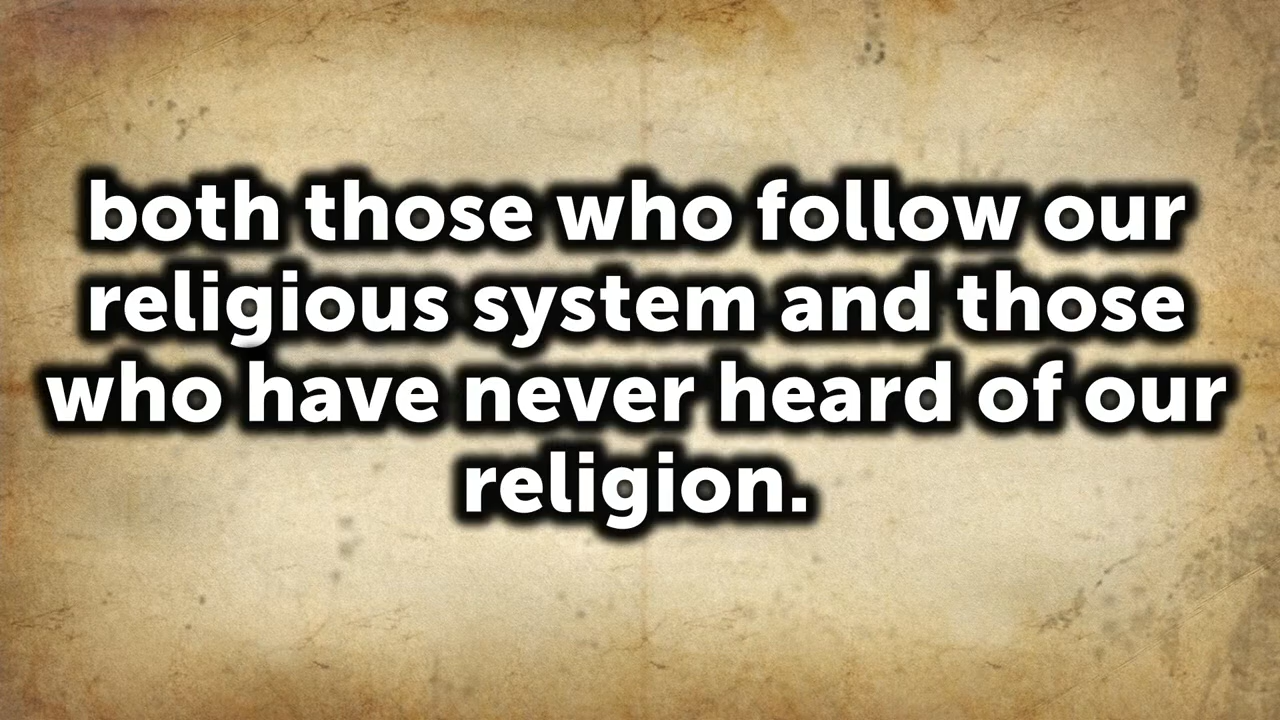 both those who follow our
religious system and those
who have never heard of our
religion.